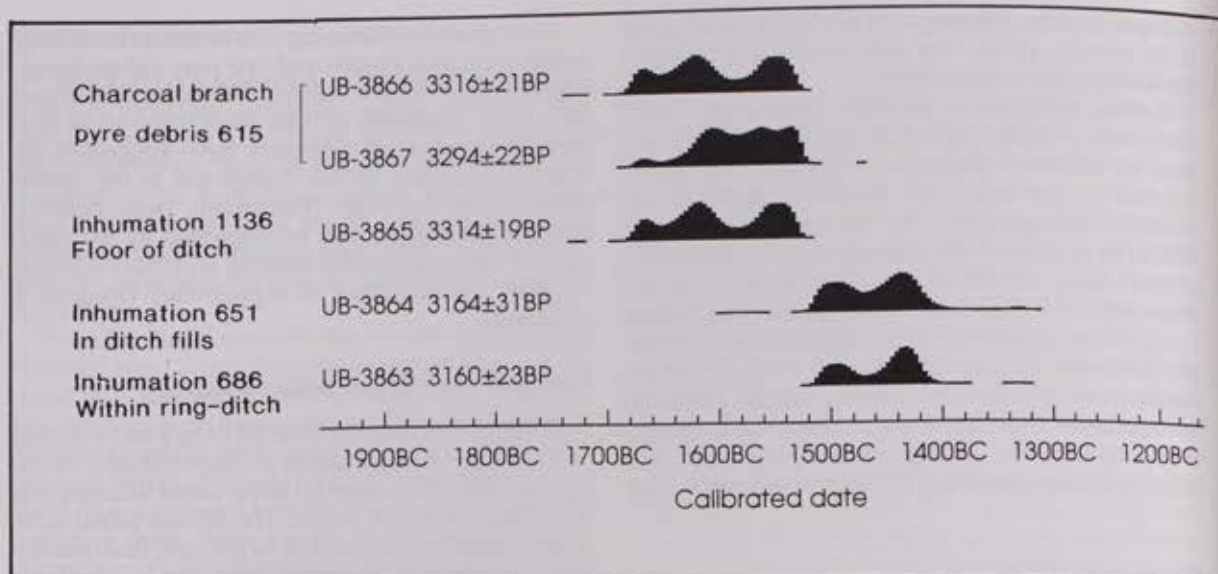 Charcoal branch
pyre debris 615
UB-3866 3316±21BP
UB-3867 3294±22BP
Inhumation 1136
Floor of ditch
UB-3865 3314±19BP
Inhumation 651
In ditch fills
UB-3864 3164±31BP
Inhumation 686
Within ring-ditch
UB-3863 3160±23BP
1900BC 1800BC 1700BC 1600BC 1500BC 1400BC 1300BC 1200BC
Calibrated date